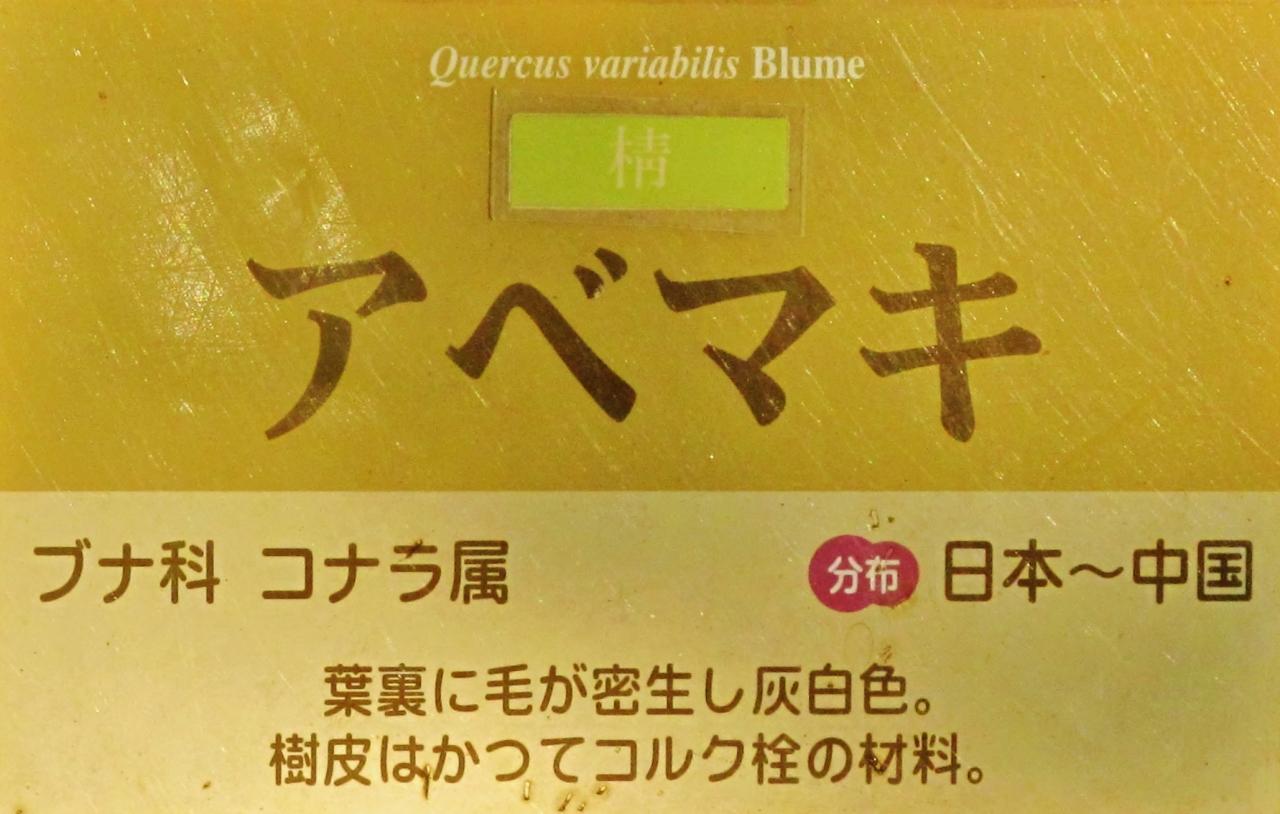 Quercus variabilis Blume
棈
アベマキ
ブナ科 コナラ属 分布 日本〜中国
葉裏に毛が密生し灰白色。
樹皮はかつてコルク栓の材料。